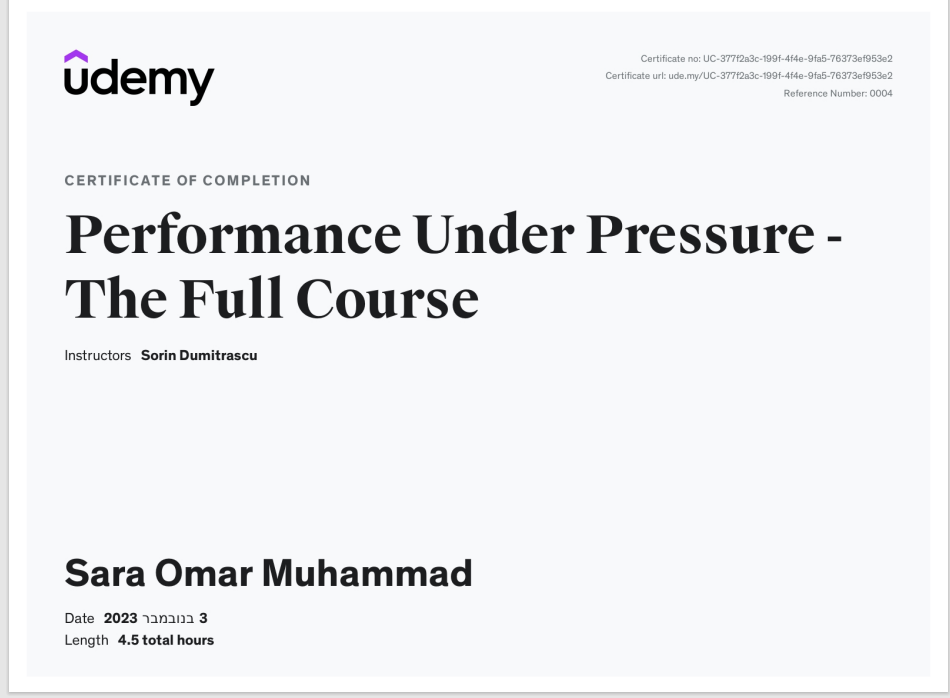 udemy
Certificate no: UC-377f2a3c-199f-4f4e-9fa5-76373ef953e2
Certificate url: ude.my/UC-377f2a3c-199f-4f4e-9fa5-76373ef953e2
Reference Number: 0004
CERTIFICATE OF COMPLETION
Performance Under Pressure -
The Full Course
Instructors Sorin Dumitrascu
Sara Omar Muhammad
Date 3 בנובמבר 2023
Length 4.5 total hours